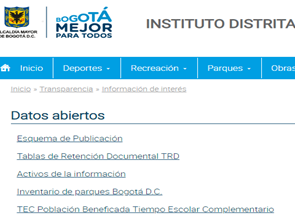 ALCALDÍA MAYOR
DE BOGOTÁ D.C.
BOGOTÁ
MEJOR
PARA TODOS
INSTITUTO DISTRITA
Inicio Deportes Recreación Parques Obras
Inicio » Transparencia » Información de Interés
Datos abiertos
Esquema de Publicación
Tablas de Retención Documental TRD
Activos de la información
Inventario de parques Bogotá D.C.
TEC Población Beneficada Tiempo Escolar Complementario